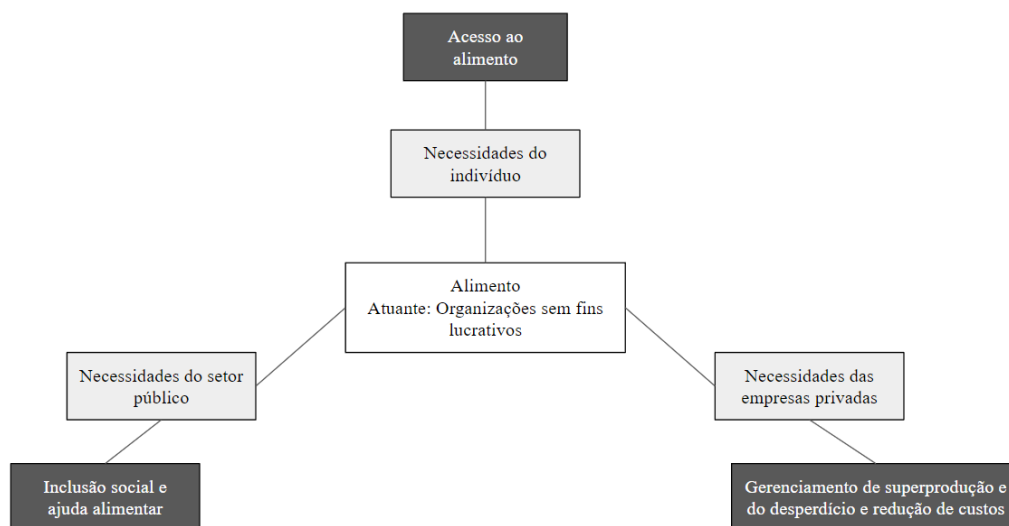 Acesso ao
alimento
Necessidades do
indivíduo
Alimento
Atuante: Organizações sem fins
lucrativos
Necessidades do setor
público
Necessidades das
empresas privadas
Inclusão social e
ajuda alimentar
Gerenciamento de superprodução e
do desperdício e redução de custos